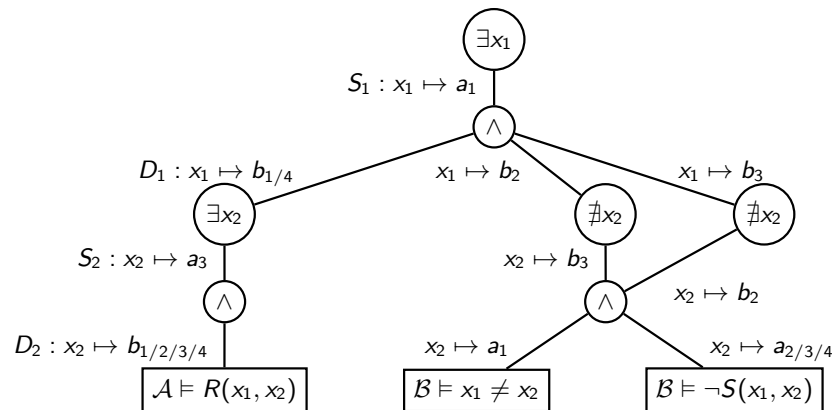 ∃x₁
S₁ : x₁ ↦ a₁
∧
D₁ : x₁ ↦ b₁/₄
x₁ ↦ b₂
x₁ ↦ b₃
∃x₂
∄x₂
∄x₂
S₂ : x₂ ↦ a₃
x₂ ↦ b₃
x₂ ↦ b₂
∧
∧
D₂ : x₂ ↦ b₁/₂/₃/₄
x₂ ↦ a₁
x₂ ↦ a₂/₃/₄
𝒜 ⊨ R(x₁, x₂)
ℬ ⊨ x₁ ≠ x₂
ℬ ⊨ ¬S(x₁, x₂)